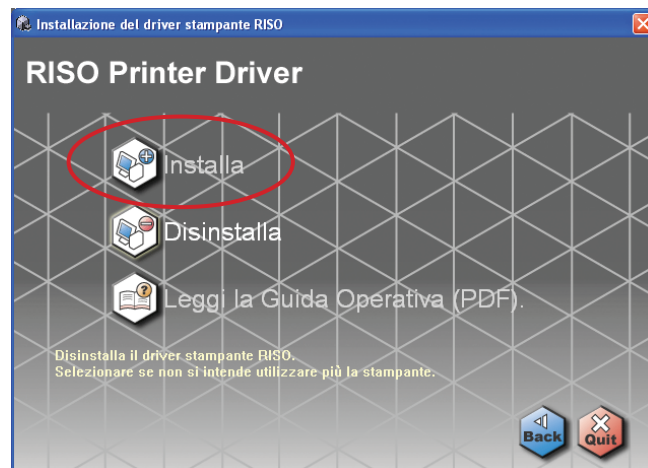 Installazione del driver stampante RISO
RISO Printer Driver
Installa
Disinstalla
Leggi la Guida Operativa (PDF).
Disinstalla il driver stampante RISO.
Selezionare se non si intende utilizzare più la stampante.
Back
Quit